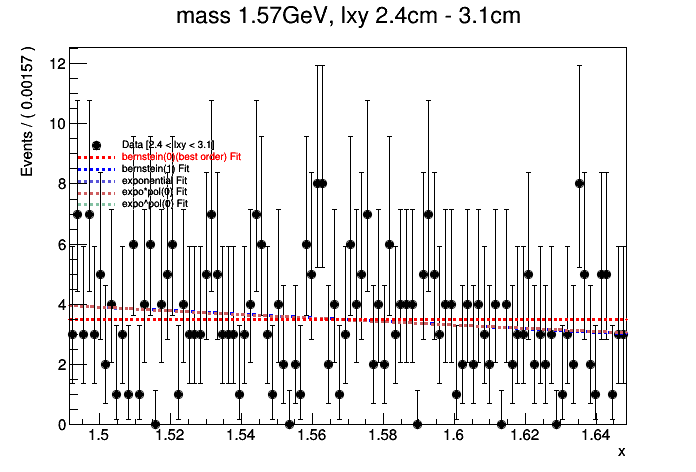 mass 1.57GeV, lxy 2.4cm - 3.1cm
Events / ( 0.00157 )
12
10
8
6
4
2
0
Data [2.4 < lxy < 3.1]
bernstein(0)(best order) Fit
bernstein(1) Fit
exponential Fit
expo*pol(0) Fit
expo^pol(0) Fit
1.5 1.52 1.54 1.56 1.58 1.6 1.62 1.64
x